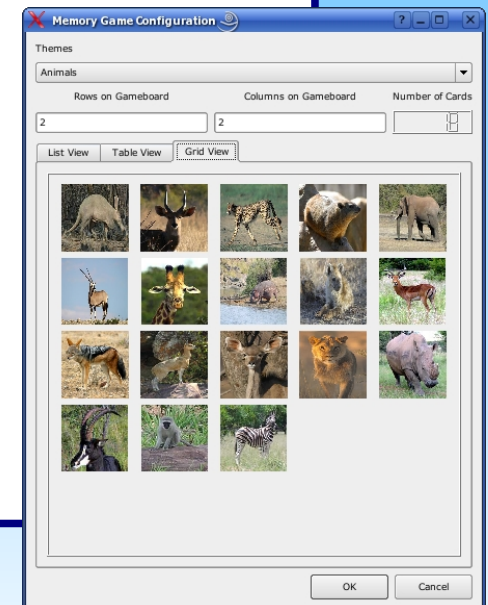 Memory Game Configuration
Themes
Animals
Rows on Gameboard Columns on Gameboard Number of Cards
2 2 18
List View Table View Grid View
OK Cancel